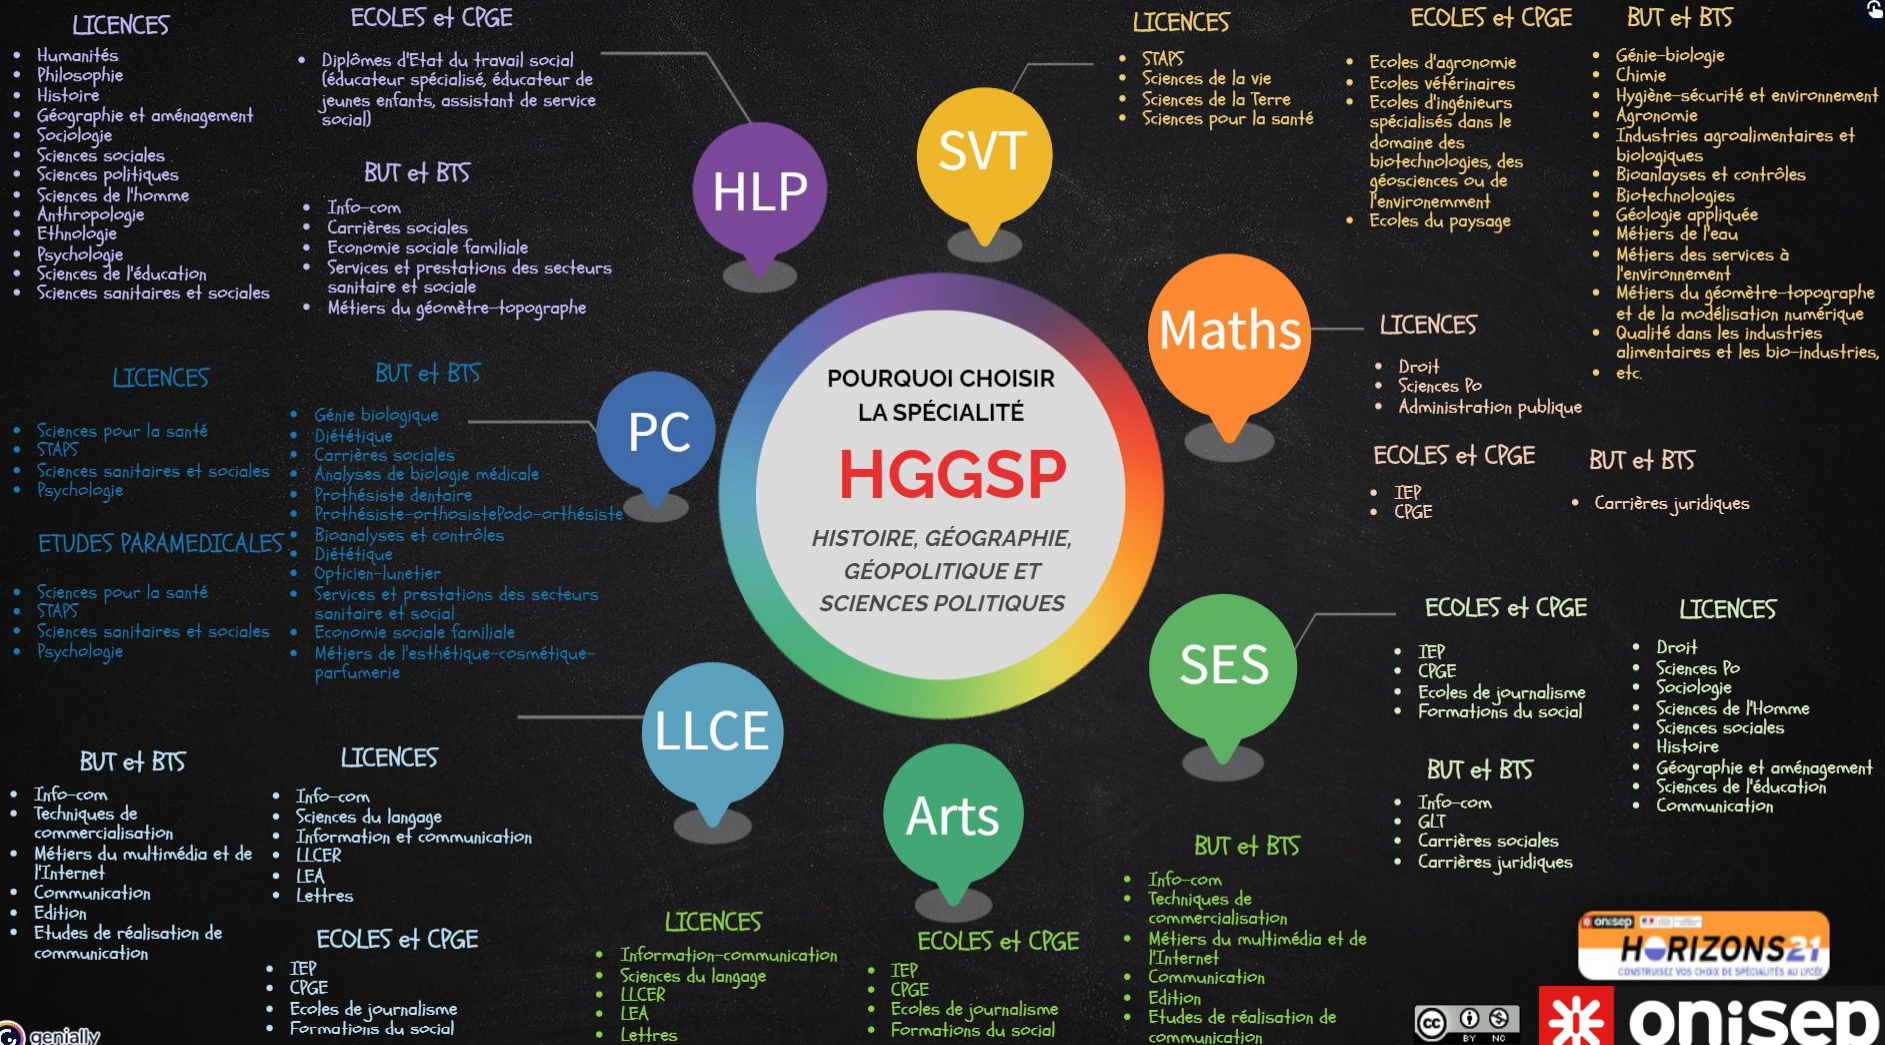 LICENCES
Humanités
Philosophie
Histoire
Géographie et aménagement
Sociologie
Sciences sociales
Sciences politiques
Sciences de l'homme
Anthropologie
Ethnologie
Psychologie
Sciences de l'éducation
Sciences sanitaires et sociales
ECOLES et CPGE
Diplômes d'Etat du travail social
(éducateur spécialisé, éducateur de
jeunes enfants, assistant de service
social)
BUT et BTS
Info-com
Carrières sociales
Economie sociale familiale
Services et prestations des secteurs
sanitaire et sociale
Métiers du géomètre-topographe
HLP
SVT
LICENCES
STAPS
Sciences de la vie
Sciences de la Terre
Sciences pour la santé
ECOLES et CPGE
Ecoles d'agronomie
Ecoles vétérinaires
Ecoles d'ingénieurs
spécialisés dans le
domaine des
biotechnologies, des
géosciences ou de
l'environemment
Ecoles du paysage
BUT et BTS
Génie-biologie
Chimie
Hygiène-sécurité et environnement
Agronomie
Industries agroalimentaires et
biologiques
Bioanlayses et contrôles
Biotechnologies
Géologie appliquée
Métiers de l'eau
Métiers des services à
l'environnement
Métiers du géomètre-topographe
et de la modélisation numérique
Qualité dans les industries
alimentaires et les bio-industries,
etc.
Maths
LICENCES
Droit
Sciences Po
Administration publique
ECOLES et CPGE
IEP
CPGE
BUT et BTS
Carrières juridiques
POURQUOI CHOISIR
LA SPÉCIALITÉ
HGGSP
HISTOIRE, GÉOGRAPHIE,
GÉOPOLITIQUE ET
SCIENCES POLITIQUES
PC
LICENCES
Sciences pour la santé
STAPS
Sciences sanitaires et sociales
Psychologie
ETUDES PARAMEDICALES
Sciences pour la santé
STAPS
Sciences sanitaires et sociales
Psychologie
BUT et BTS
Génie biologique
Diététique
Carrières sociales
Analyses de biologie médicale
Prothésiste dentaire
Prothésiste-orthosistePodo-orthésiste
Bioanalyses et contrôles
Diététique
Opticien-lunetier
Services et prestations des secteurs
sanitaire et social
Economie sociale familiale
Métiers de l'esthétique-cosmétique-
parfumerie
SES
ECOLES et CPGE
IEP
CPGE
Ecoles de journalisme
Formations du social
LICENCES
Droit
Sciences Po
Sociologie
Sciences de l'Homme
Sciences sociales
Histoire
Géographie et aménagement
Sciences de l'éducation
Communication
BUT et BTS
Info-com
GLT
Carrières sociales
Carrières juridiques
LLCE
BUT et BTS
Info-com
Techniques de
commercialisation
Métiers du multimédia et de
l'Internet
Communication
Edition
Etudes de réalisation de
communication
LICENCES
Info-com
Sciences du langage
Information et communication
LLCER
LEA
Lettres
ECOLES et CPGE
IEP
CPGE
Ecoles de journalisme
Formations du social
Arts
LICENCES
Information-communication
Sciences du langage
LLCER
LEA
Lettres
ECOLES et CPGE
IEP
CPGE
Ecoles de journalisme
Formations du social
BUT et BTS
Info-com
Techniques de
commercialisation
Métiers du multimédia et de
l'Internet
Communication
Edition
Etudes de réalisation de
communication
onisep
HORIZONS21
CONSTRUISEZ VOS CHOIX DE SPÉCIALITÉS AU LYCÉE
cc
BY NC
onisep
genially